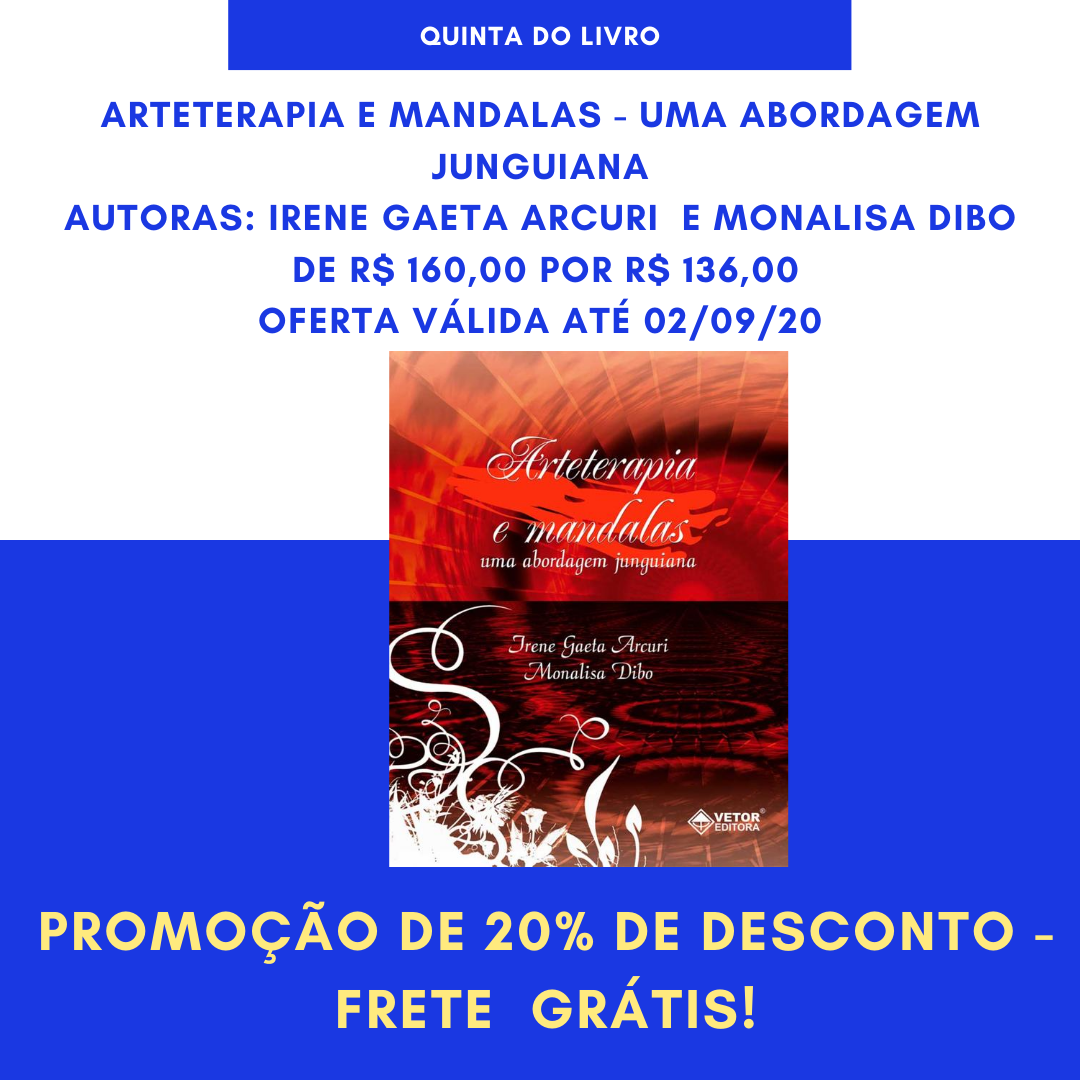 QUINTA DO LIVRO
ARTETERAPIA E MANDALAS - UMA ABORDAGEM
JUNGUIANA
AUTORAS: IRENE GAETA ARCURI E MONALISA DIBO
DE R$ 160,00 POR R$ 136,00
OFERTA VÁLIDA ATÉ 02/09/20
Arteterapia
e mandalas
uma abordagem junguiana
Irene Gaeta Arcuri
Monalisa Dibo
VETOR®
EDITORA
PROMOÇÃO DE 20% DE DESCONTO -
FRETE GRÁTIS!